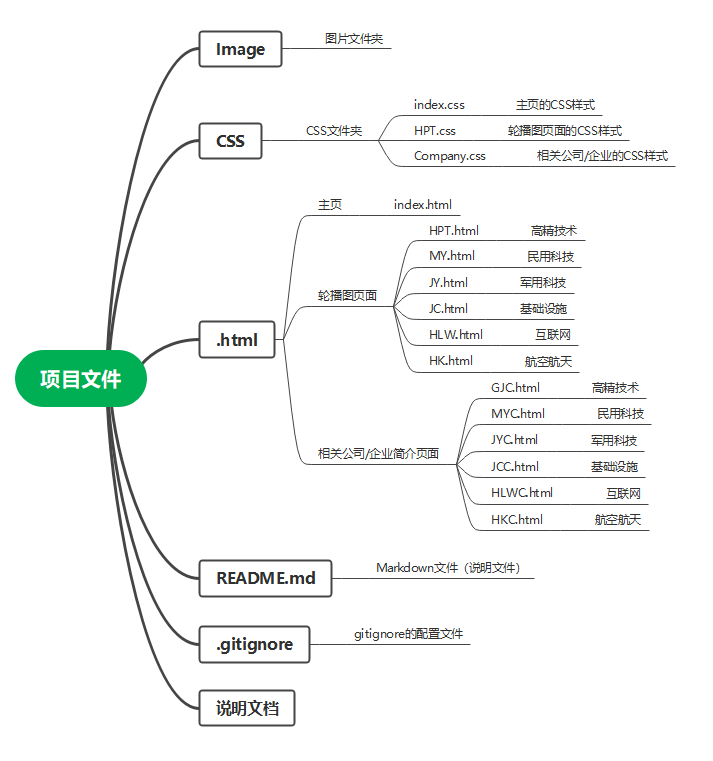 项目文件
Image
图片文件夹
CSS
CSS文件夹
index.css 主页的CSS样式
HPT.css 轮播图页面的CSS样式
Company.css 相关公司/企业的CSS样式
.html
主页 index.html
轮播图页面
HPT.html 高精技术
MY.html 民用科技
JY.html 军用科技
JC.html 基础设施
HLW.html 互联网
HK.html 航空航天
相关公司/企业简介页面
GJC.html 高精技术
MYC.html 民用科技
JYC.html 军用科技
JCC.html 基础设施
HLWC.html 互联网
HKC.html 航空航天
README.md
Markdown文件（说明文件）
.gitignore
gitignore的配置文件
说明文档